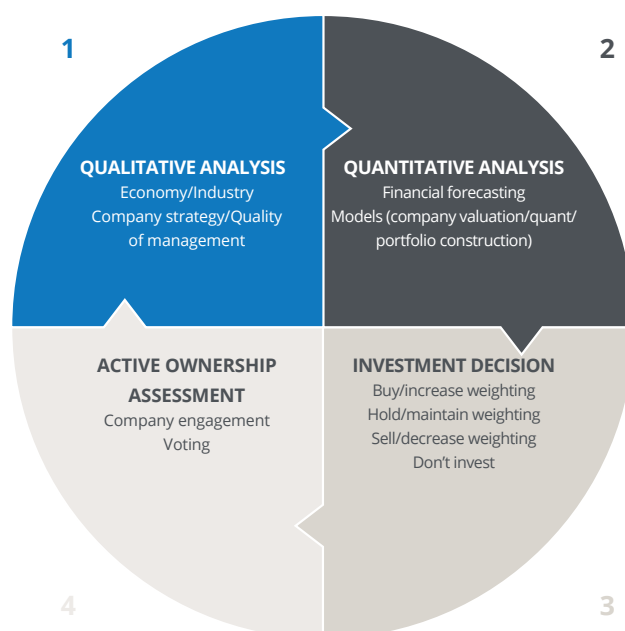 1
QUALITATIVE ANALYSIS
Economy/Industry
Company strategy/Quality
of management
2
QUANTITATIVE ANALYSIS
Financial forecasting
Models (company valuation/quant/
portfolio construction)
ACTIVE OWNERSHIP
ASSESSMENT
Company engagement
Voting
4
INVESTMENT DECISION
Buy/increase weighting
Hold/maintain weighting
Sell/decrease weighting
Don't invest
3